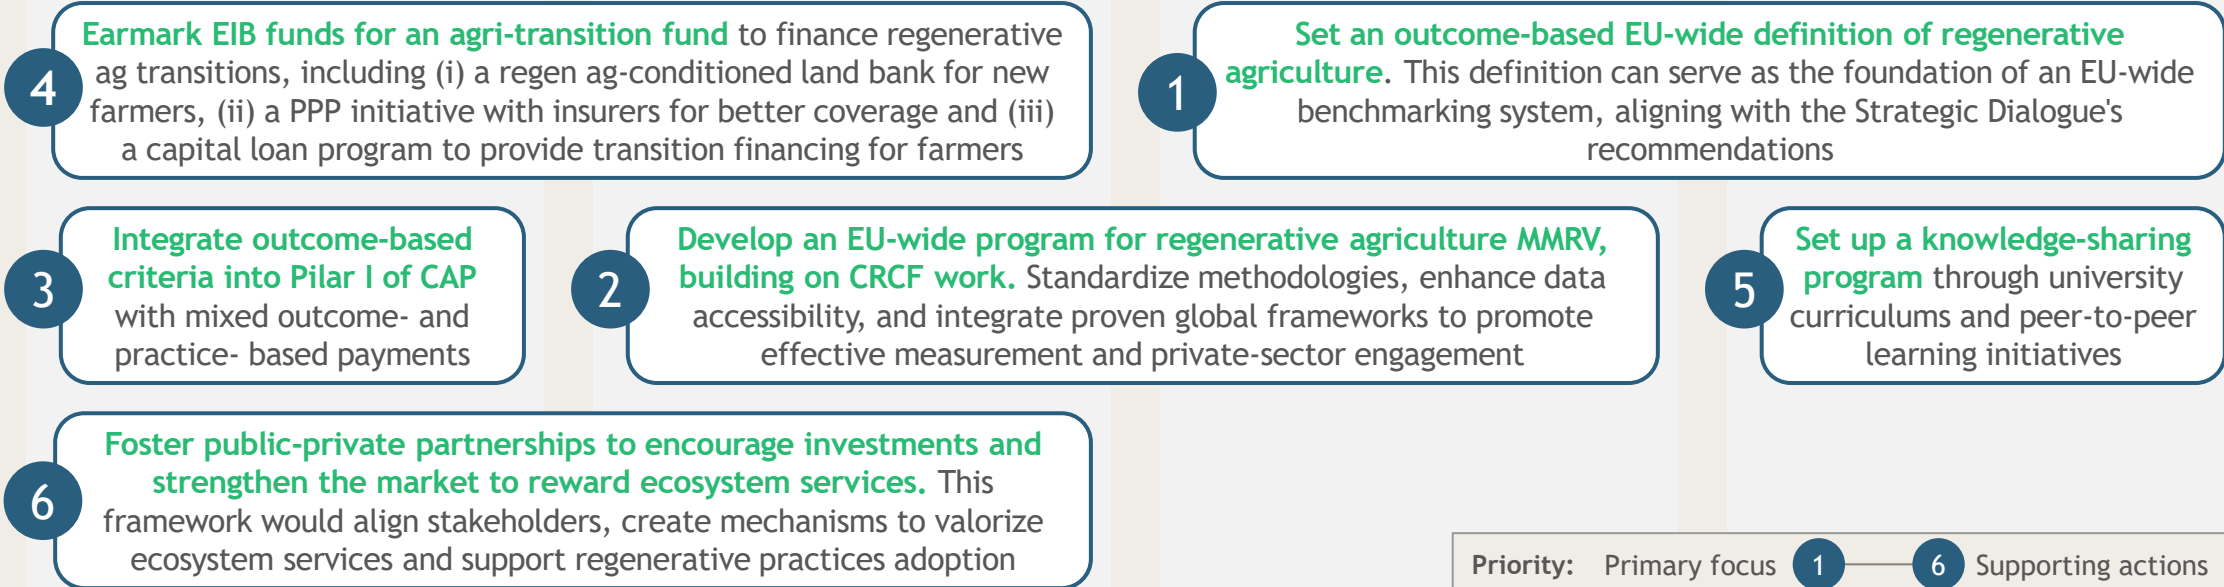 4
Earmark EIB funds for an agri-transition fund to finance regenerative
ag transitions, including (i) a regen ag-conditioned land bank for new
farmers, (ii) a PPP initiative with insurers for better coverage and (iii)
a capital loan program to provide transition financing for farmers
1
Set an outcome-based EU-wide definition of regenerative
agriculture. This definition can serve as the foundation of an EU-wide
benchmarking system, aligning with the Strategic Dialogue's
recommendations
3
Integrate outcome-based
criteria into Pilar I of CAP
with mixed outcome- and
practice- based payments
2
Develop an EU-wide program for regenerative agriculture MMRV,
building on CRCF work. Standardize methodologies, enhance data
accessibility, and integrate proven global frameworks to promote
effective measurement and private-sector engagement
5
Set up a knowledge-sharing
program through university
curriculums and peer-to-peer
learning initiatives
6
Foster public-private partnerships to encourage investments and
strengthen the market to reward ecosystem services. This
framework would align stakeholders, create mechanisms to valorize
ecosystem services and support regenerative practices adoption
Priority: Primary focus 1 6 Supporting actions